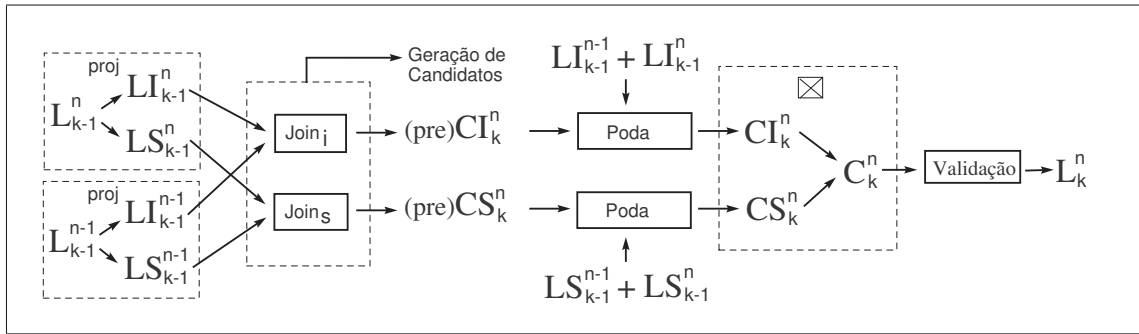 proj
L^n_{k-1}
LI^n_{k-1}
LS^n_{k-1}
proj
L^{n-1}_{k-1}
LI^{n-1}_{k-1}
LS^{n-1}_{k-1}
Geração de
Candidatos
Join_i
Join_s
(pre)CI^n_k
(pre)CS^n_k
LI^{n-1}_{k-1} + LI^n_{k-1}
Poda
Poda
LS^{n-1}_{k-1} + LS^n_{k-1}
CI^n_k
CS^n_k
C^n_k
Validação
L^n_k